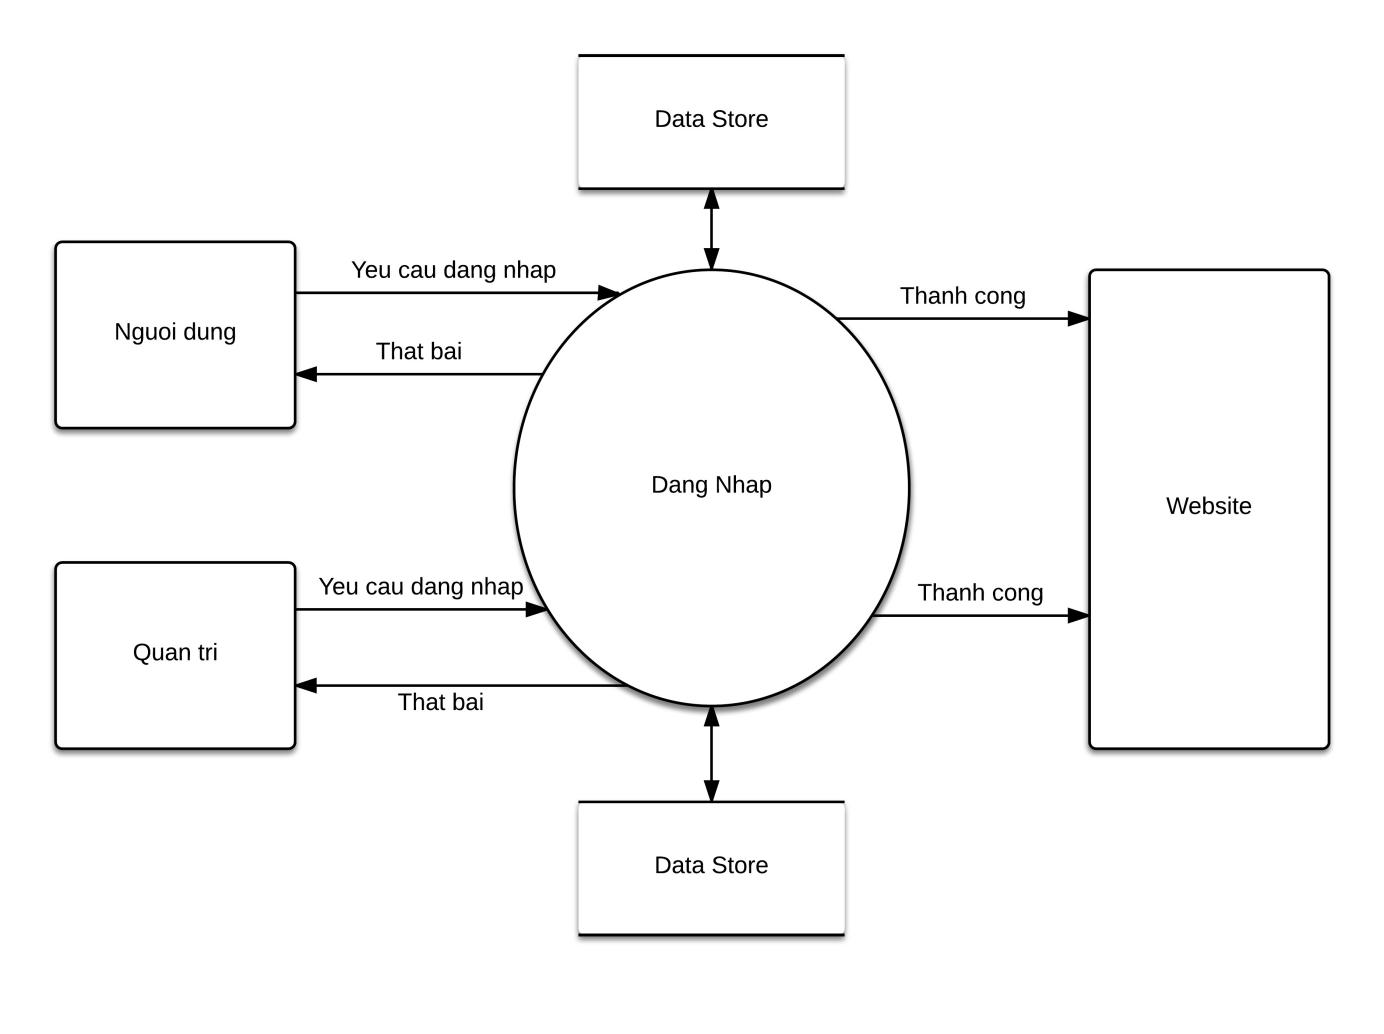 Data Store
Yeu cau dang nhap
Thanh cong
Nguoi dung
That bai
Dang Nhap
Website
Yeu cau dang nhap
Thanh cong
Quan tri
That bai
Data Store